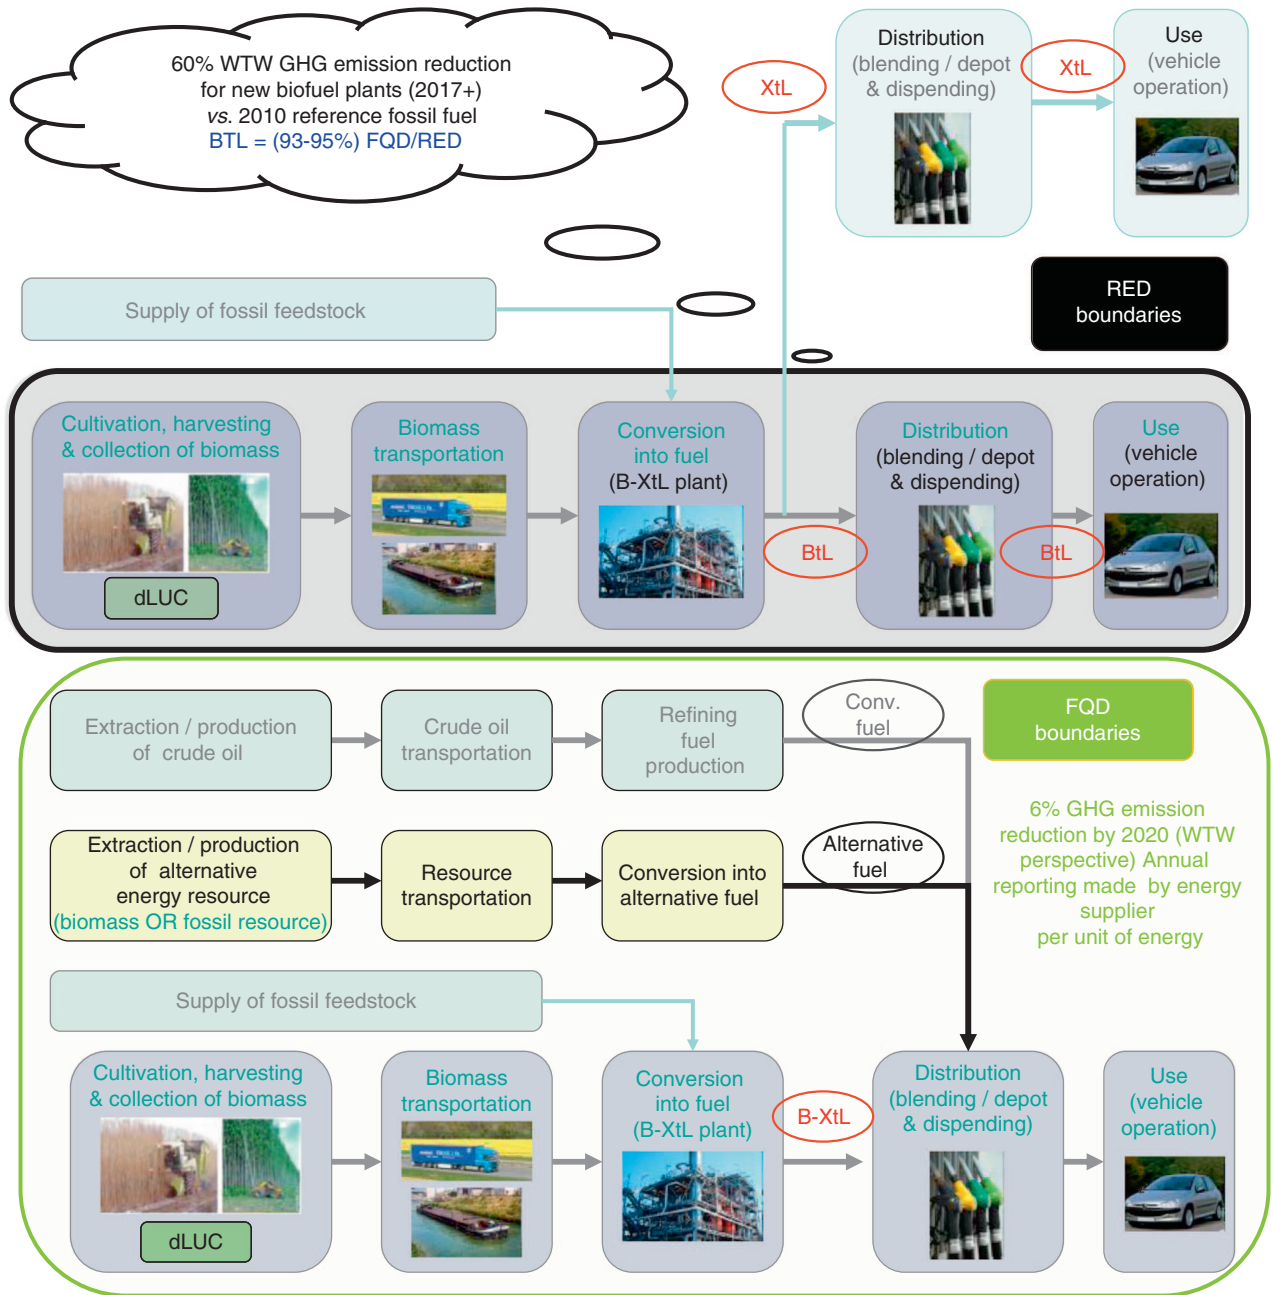 60% WTW GHG emission reduction
for new biofuel plants (2017+)
vs. 2010 reference fossil fuel
BTL = (93-95%) FQD/RED
XtL
Distribution
(blending / depot
& dispending)
XtL
Use
(vehicle
operation)
Supply of fossil feedstock
RED
boundaries
Cultivation, harvesting
& collection of biomass
dLUC
Biomass
transportation
Conversion
into fuel
(B-XtL plant)
BtL
Distribution
(blending / depot
& dispending)
BtL
Use
(vehicle
operation)
Extraction / production
of crude oil
Crude oil
transportation
Refining
fuel
production
Conv.
fuel
FQD
boundaries
6% GHG emission
reduction by 2020 (WTW
perspective) Annual
reporting made by energy
supplier
per unit of energy
Extraction / production
of alternative
energy resource
(biomass OR fossil resource)
Resource
transportation
Conversion into
alternative fuel
Alternative
fuel
Supply of fossil feedstock
Cultivation, harvesting
& collection of biomass
dLUC
Biomass
transportation
Conversion
into fuel
(B-XtL plant)
B-XtL
Distribution
(blending / depot
& dispending)
Use
(vehicle
operation)